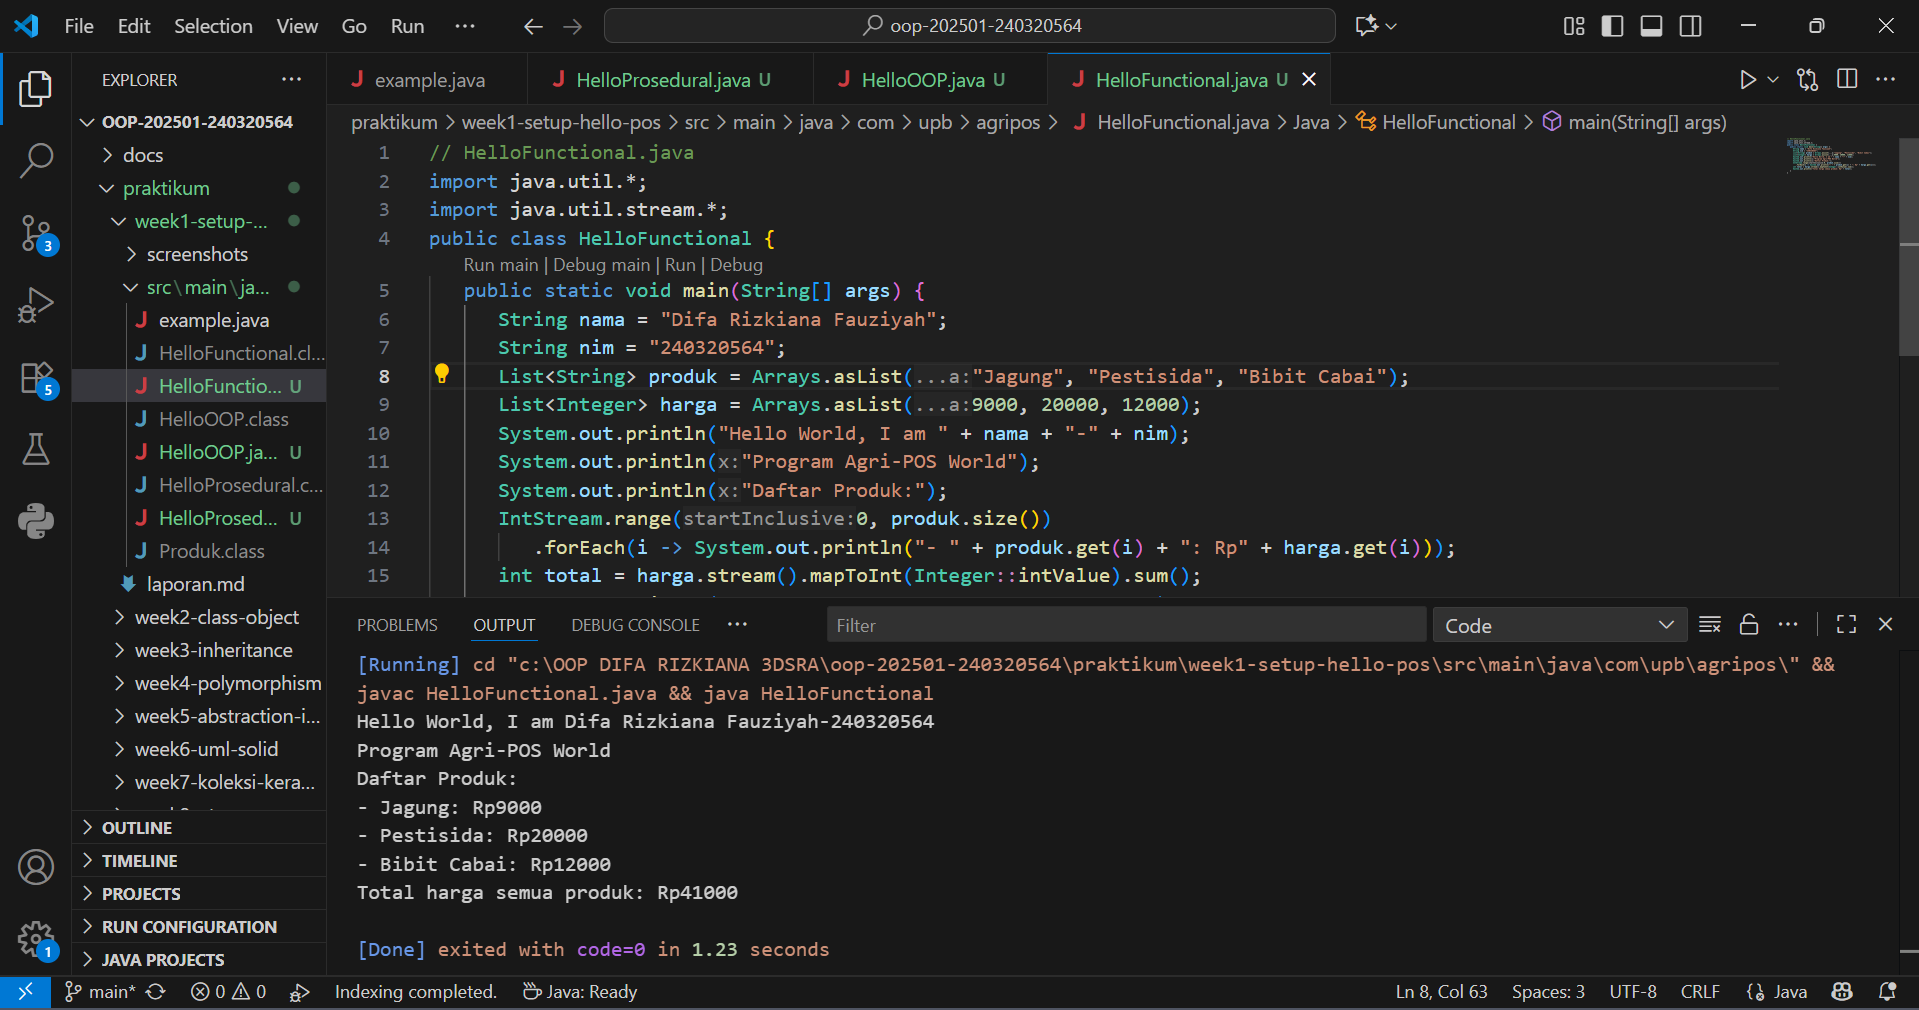 File Edit Selection View Go Run ··· oop-202501-240320564
EXPLORER ···
OOP-202501-240320564
docs
praktikum
week1-setup-...
screenshots
src\main\ja...
example.java
HelloFunctional.cl...
HelloFunctio... U
HelloOOP.class
HelloOOP.ja... U
HelloProsedural.c...
HelloProsed... U
Produk.class
laporan.md
week2-class-object
week3-inheritance
week4-polymorphism
week5-abstraction-i...
week6-uml-solid
week7-koleksi-kera...
OUTLINE
TIMELINE
PROJECTS
RUN CONFIGURATION
JAVA PROJECTS
3
5
1
example.java HelloProsedural.java U HelloOOP.java U HelloFunctional.java U
praktikum > week1-setup-hello-pos > src > main > java > com > upb > agripos > HelloFunctional.java > Java > HelloFunctional > main(String[] args)
1 // HelloFunctional.java
2 import java.util.*;
3 import java.util.stream.*;
4 public class HelloFunctional {
Run main | Debug main | Run | Debug
5 public static void main(String[] args) {
6 String nama = "Difa Rizkiana Fauziyah";
7 String nim = "240320564";
8 List<String> produk = Arrays.asList(...a:"Jagung", "Pestisida", "Bibit Cabai");
9 List<Integer> harga = Arrays.asList(...a:9000, 20000, 12000);
10 System.out.println("Hello World, I am " + nama + "-" + nim);
11 System.out.println(x:"Program Agri-POS World");
12 System.out.println(x:"Daftar Produk:");
13 IntStream.range(startInclusive:0, produk.size())
14 .forEach(i -> System.out.println("- " + produk.get(i) + ": Rp" + harga.get(i)));
15 int total = harga.stream().mapToInt(Integer::intValue).sum();
PROBLEMS OUTPUT DEBUG CONSOLE ··· Filter Code
[Running] cd "c:\OOP DIFA RIZKIANA 3DSRA\oop-202501-240320564\praktikum\week1-setup-hello-pos\src\main\java\com\upb\agripos\" &&
javac HelloFunctional.java && java HelloFunctional
Hello World, I am Difa Rizkiana Fauziyah-240320564
Program Agri-POS World
Daftar Produk:
- Jagung: Rp9000
- Pestisida: Rp20000
- Bibit Cabai: Rp12000
Total harga semua produk: Rp41000
[Done] exited with code=0 in 1.23 seconds
main* 0 0 Indexing completed. Java: Ready Ln 8, Col 63 Spaces: 3 UTF-8 CRLF Java